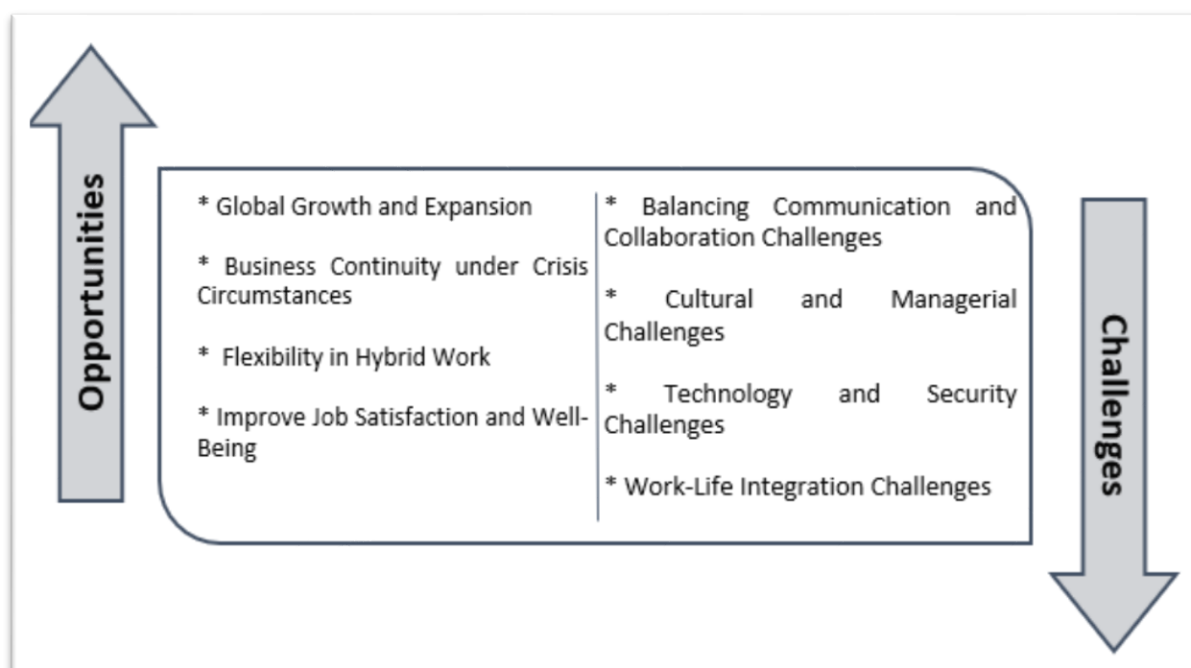 Opportunities
* Global Growth and Expansion
* Business Continuity under Crisis
Circumstances
* Flexibility in Hybrid Work
* Improve Job Satisfaction and Well-
Being
* Balancing Communication and
Collaboration Challenges
* Cultural and Managerial
Challenges
* Technology and Security
Challenges
* Work-Life Integration Challenges
Challenges